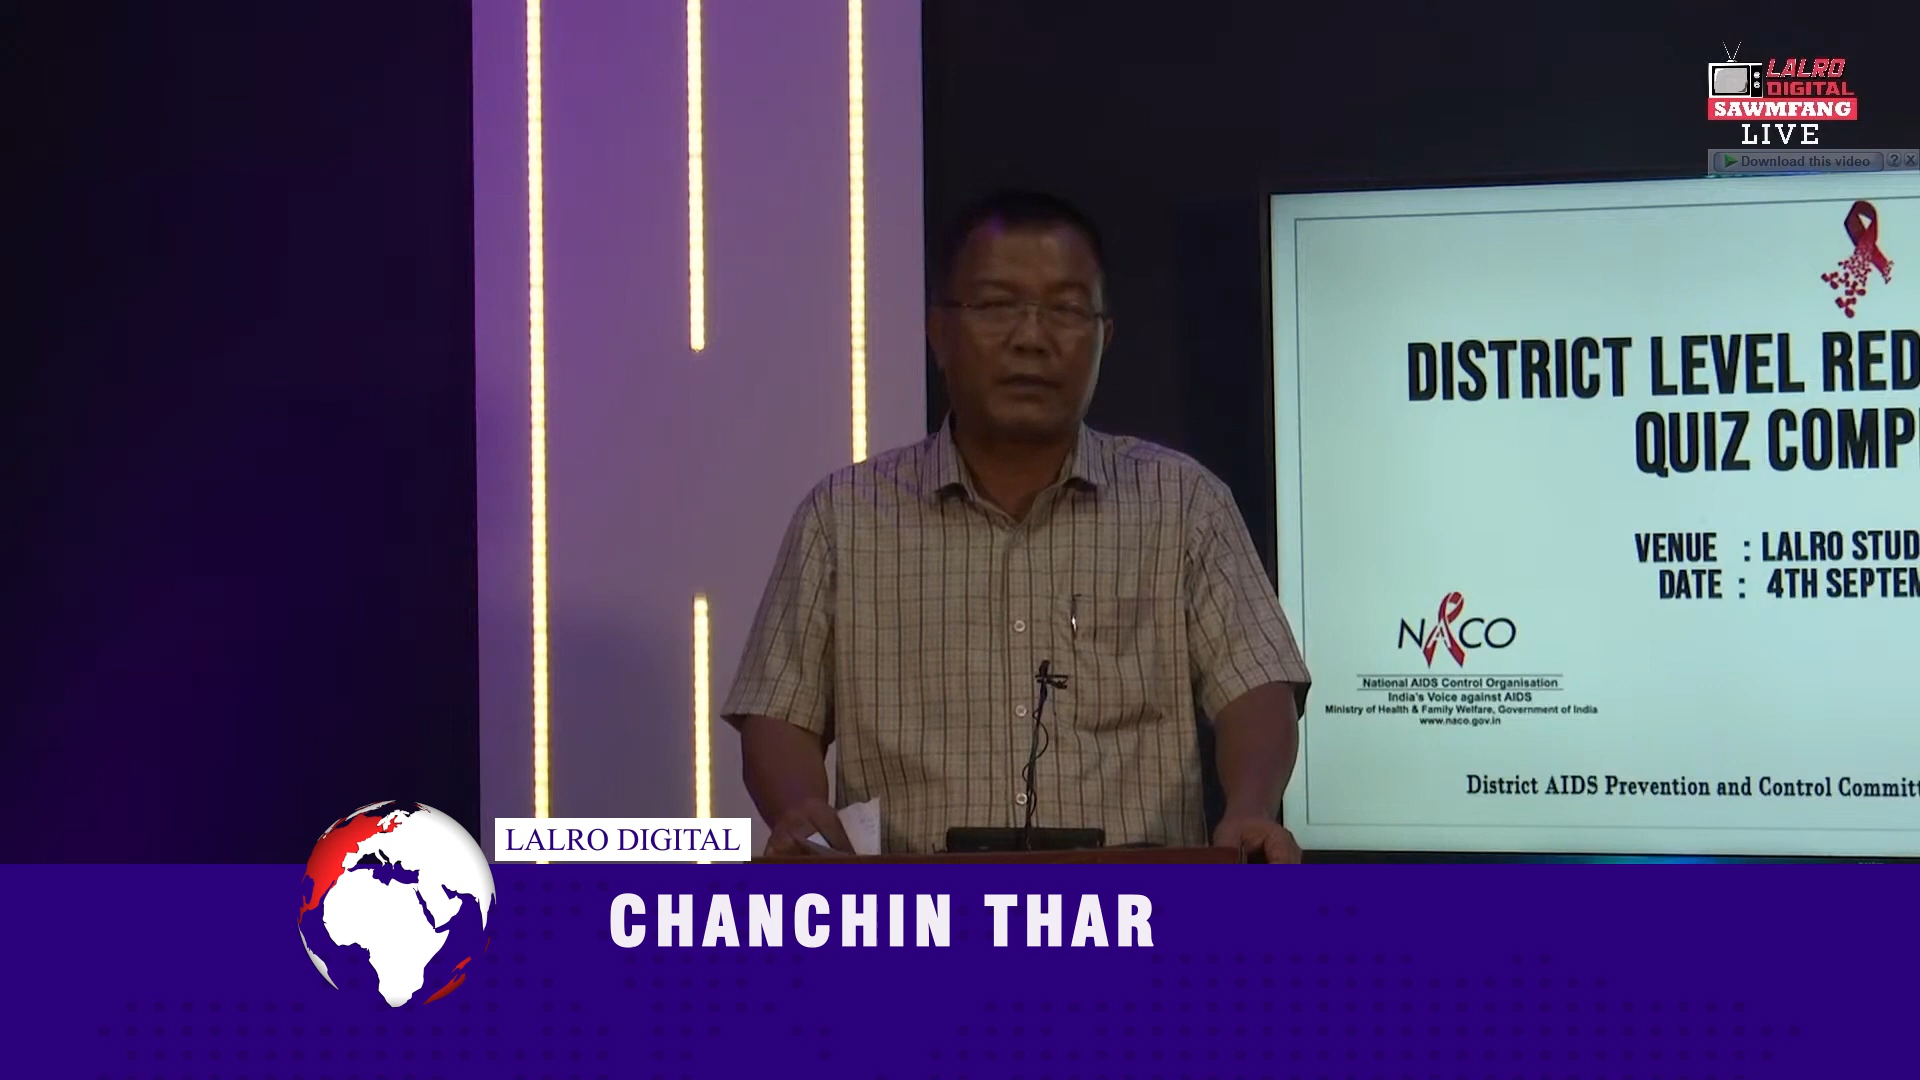 LALRO
DIGITAL
SAWMFANG
LIVE
Download this video ? X
DISTRICT LEVEL RED
QUIZ COMP
VENUE : LALRO STUD
DATE : 4TH SEPTEM
NACO
National AIDS Control Organisation
India's Voice against AIDS
Ministry of Health & Family Welfare, Government of India
www.naco.gov.in
District AIDS Prevention and Control Committ
LALRO DIGITAL
CHANCHIN THAR